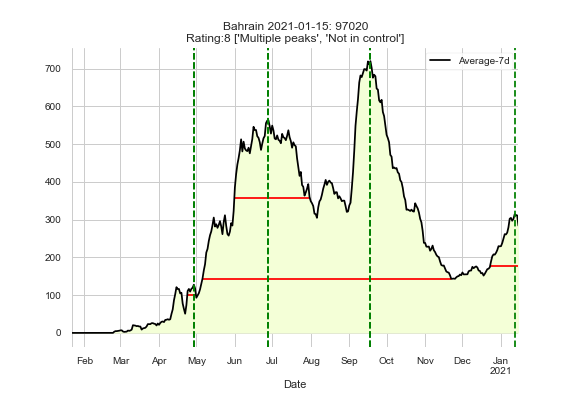 Bahrain 2021-01-15: 97020
Rating:8 ['Multiple peaks', 'Not in control']
Average-7d
700
600
500
400
300
200
100
0
Feb Mar Apr May Jun Jul Aug Sep Oct Nov Dec Jan
2021
Date